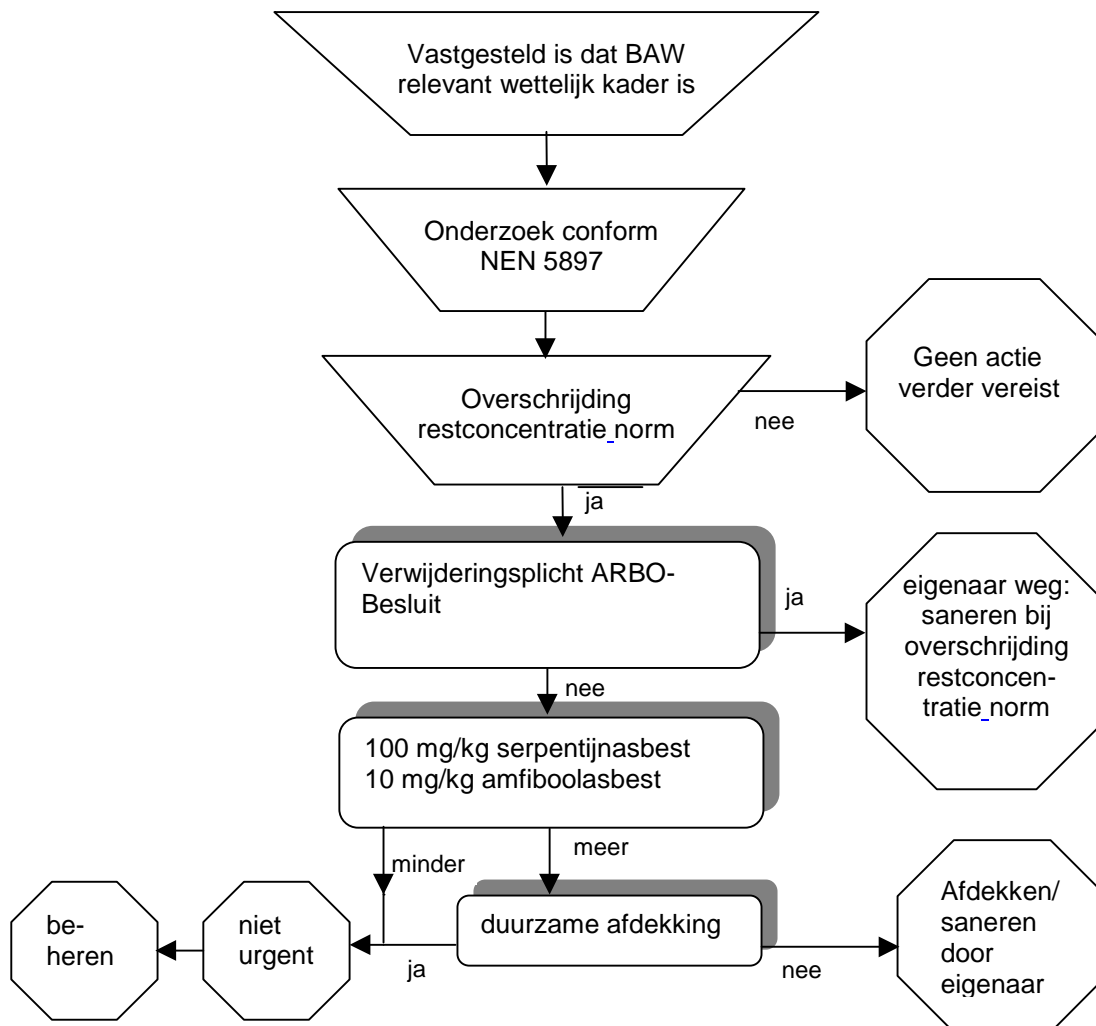 Vastgesteld is dat BAW
relevant wettelijk kader is
Onderzoek conform
NEN 5897
Overschrijding
restconcentratie norm
nee
Geen actie
verder vereist
ja
Verwijderingsplicht ARBO-
Besluit
ja
eigenaar weg:
saneren bij
overschrijding
restconcen-
tratie norm
nee
100 mg/kg serpentijnasbest
10 mg/kg amfiboolasbest
minder
meer
duurzame afdekking
nee
Afdekken/
saneren
door
eigenaar
ja
niet
urgent
be-
heren